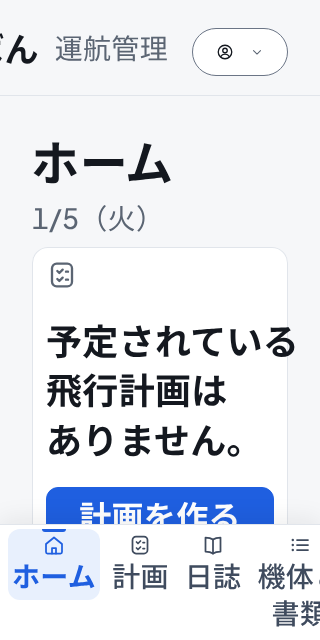 ん 運航管理
ホーム
1/5（火）
予定されている
飛行計画は
ありません。
計画を作る
ホーム 計画 日誌 機体
書類